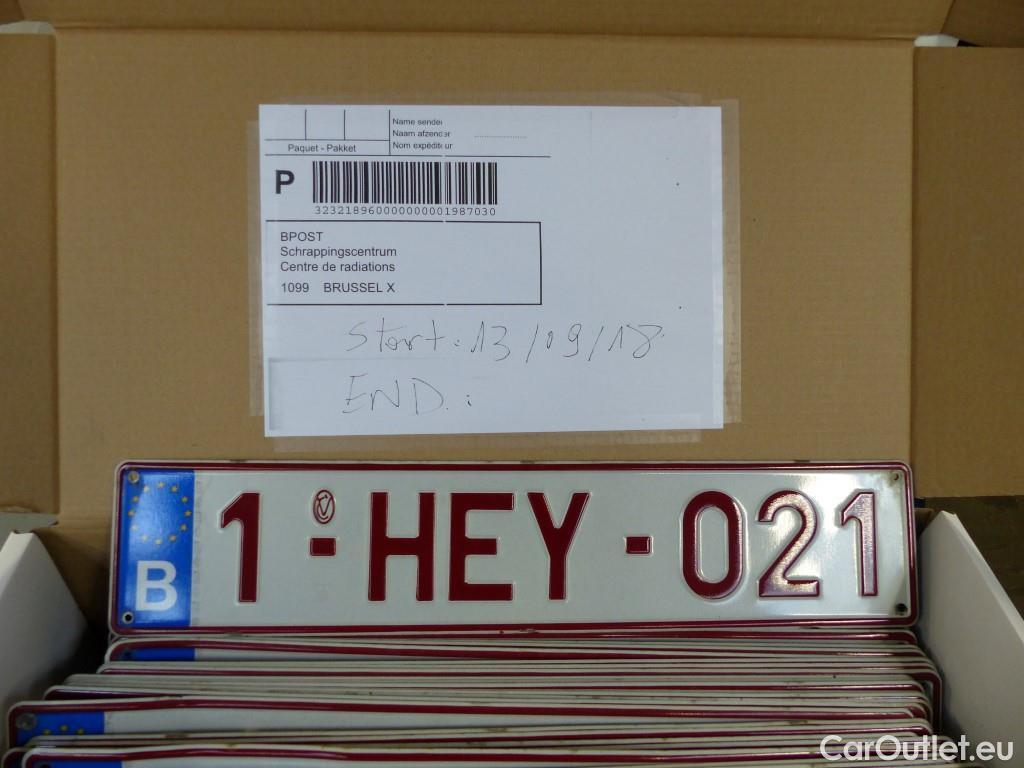 Name sender
Naam afzender
Nom expéditeur
Paquet - Pakket
P
32321896000000001987030
BPOST
Schrappingscentrum
Centre de radiations
1099 BRUSSEL X
Start: 13/09/18
END:
B
1-HEY-021
CarOutlet.eu